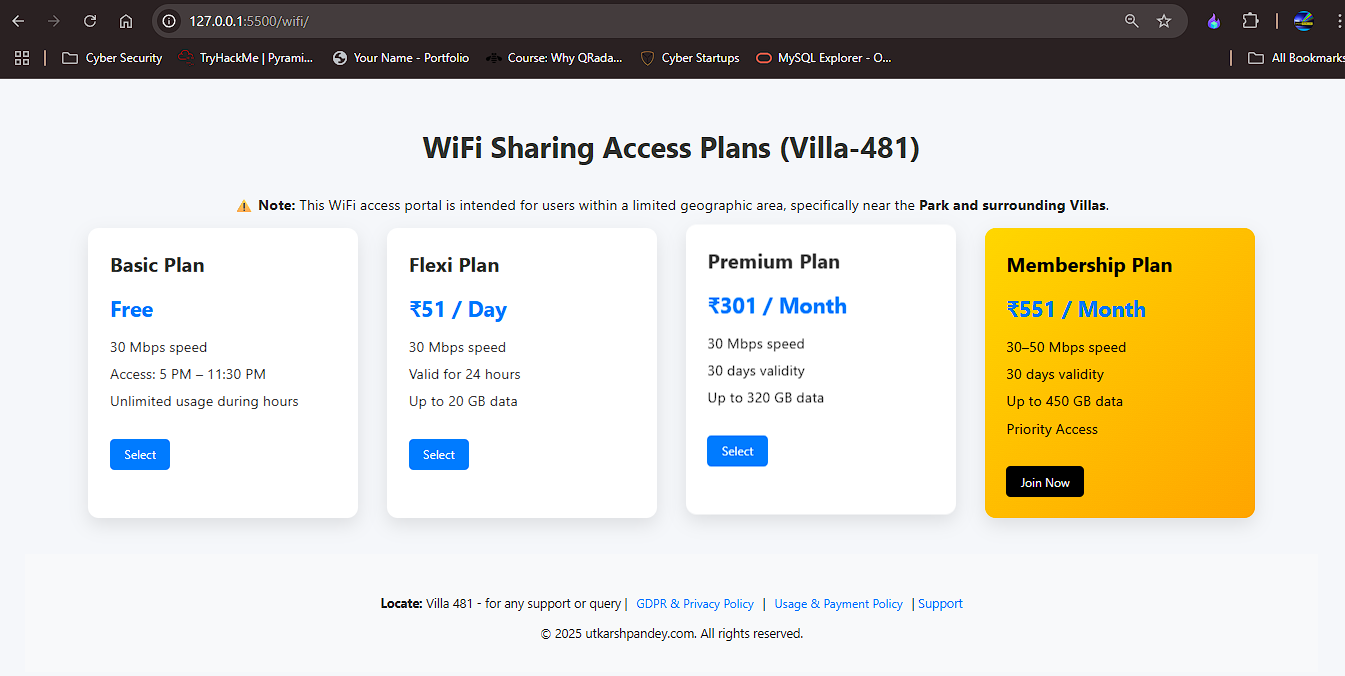 127.0.0.1:5500/wifi/
Cyber Security
TryHackMe | Pyrami...
Your Name - Portfolio
Course: Why QRada...
Cyber Startups
MySQL Explorer - O...
All Bookmarks
WiFi Sharing Access Plans (Villa-481)
⚠️ Note: This WiFi access portal is intended for users within a limited geographic area, specifically near the Park and surrounding Villas.
Basic Plan
Free
30 Mbps speed
Access: 5 PM – 11:30 PM
Unlimited usage during hours
Select
Flexi Plan
₹51 / Day
30 Mbps speed
Valid for 24 hours
Up to 20 GB data
Select
Premium Plan
₹301 / Month
30 Mbps speed
30 days validity
Up to 320 GB data
Select
Membership Plan
₹551 / Month
30–50 Mbps speed
30 days validity
Up to 450 GB data
Priority Access
Join Now
Locate: Villa 481 - for any support or query | GDPR & Privacy Policy | Usage & Payment Policy | Support
© 2025 utkarshpandey.com. All rights reserved.